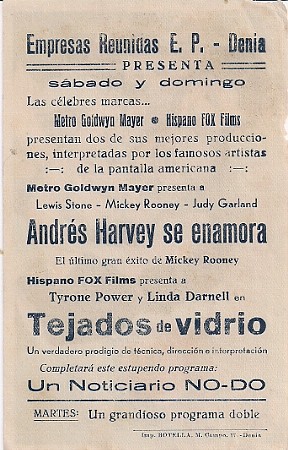 Empresas Reunidas E. P. - Denia
PRESENTA
sábado y domingo
Las célebres marcas...
Metro Goldwyn Mayer Hispano FOX Films
presentan dos de sus mejores produccio-
nes, interpretadas por los famosos artistas
:—: de la pantalla americana :—:
Metro Goldwyn Mayer presenta a
Lewis Stone - Mickey Rooney - Judy Garland
Andrés Harvey se enamora
El último gran éxito de Mickey Rooney
Hispano FOX Films presenta a
Tyrone Power y Linda Darnell en
Tejados de vidrio
Un verdadero prodigio de técnica, dirección e interpretación
Completará este estupendo programa:
Un Noticiario NO-DO
MARTES: Un grandioso programa doble
Imp. BOTELLA, M. Campo, 17 - Denia